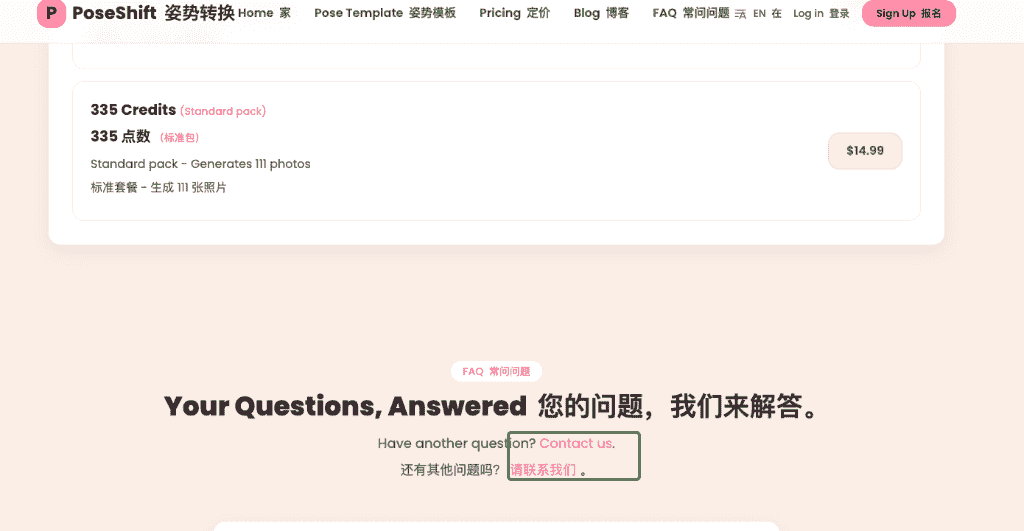 P PoseShift 姿势转换 Home 家 Pose Template 姿势模板 Pricing 定价 Blog 博客 FAQ 常问问题 EN 在 Log in 登录 Sign Up 报名
335 Credits (Standard pack)
335 点数 （标准包）
Standard pack - Generates 111 photos
标准套餐 - 生成 111 张照片
$14.99
FAQ 常问问题
Your Questions, Answered 您的问题，我们来解答。
Have another question? Contact us.
还有其他问题吗？ 请联系我们 。